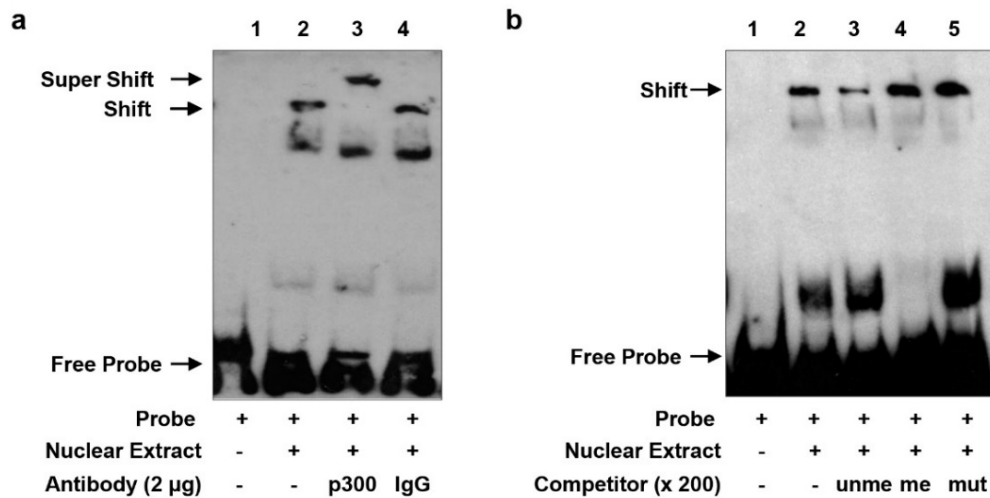 a
1 2 3 4
Super Shift
Shift
Free Probe
Probe + + + +
Nuclear Extract - + + +
Antibody (2 µg) - - p300 IgG
b
1 2 3 4 5
Shift
Free Probe
Probe + + + + +
Nuclear Extract - + + + +
Competitor (x 200) - - unme me mut